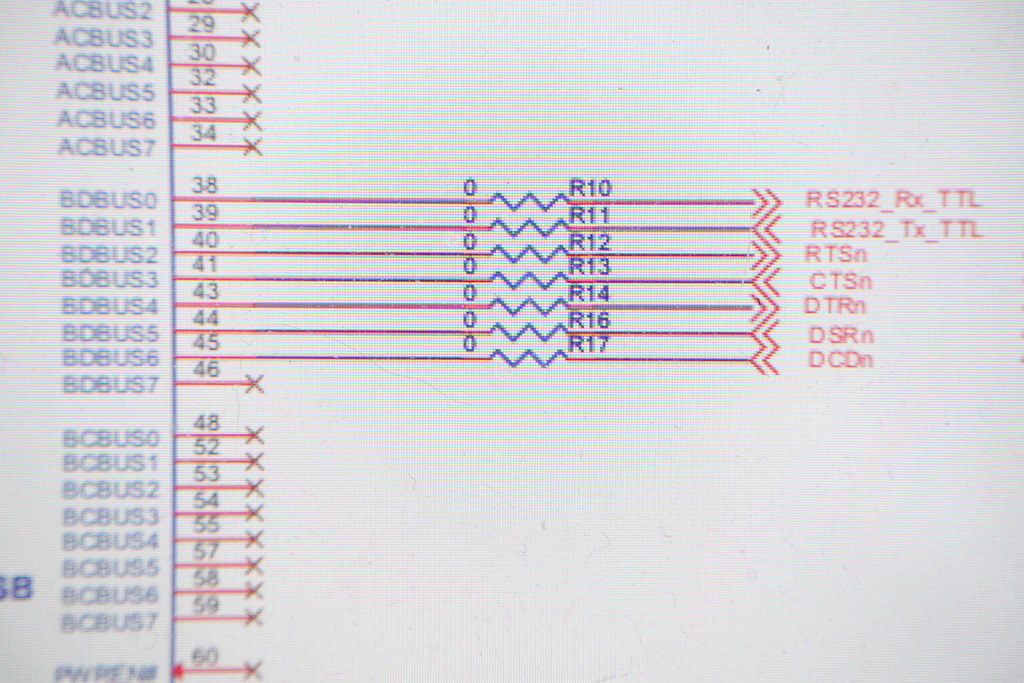 ACBUS2
ACBUS3 29
ACBUS4 30
ACBUS5 32
ACBUS6 33
ACBUS7 34
BDBUS0 38 0 R10 RS232_Rx_TTL
BDBUS1 39 0 R11 RS232_Tx_TTL
BDBUS2 40 0 R12 RTSn
BDBUS3 41 0 R13 CTSn
BDBUS4 43 0 R14 DTRn
BDBUS5 44 0 R16 DSRn
BDBUS6 45 0 R17 DCDn
BDBUS7 46
BCBUS0 48
BCBUS1 52
BCBUS2 53
BCBUS3 54
BCBUS4 55
BCBUS5 57
BCBUS6 58
BCBUS7 59
60